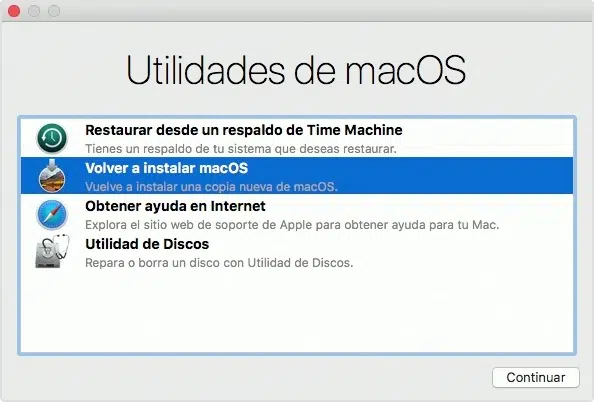 Utilidades de macOS
Restaurar desde un respaldo de Time Machine
Tienes un respaldo de tu sistema que deseas restaurar.
Volver a instalar macOS
Vuelve a instalar una copia nueva de macOS.
Obtener ayuda en Internet
Explora el sitio web de soporte de Apple para obtener ayuda para tu Mac.
Utilidad de Discos
Repara o borra un disco con Utilidad de Discos.
Continuar